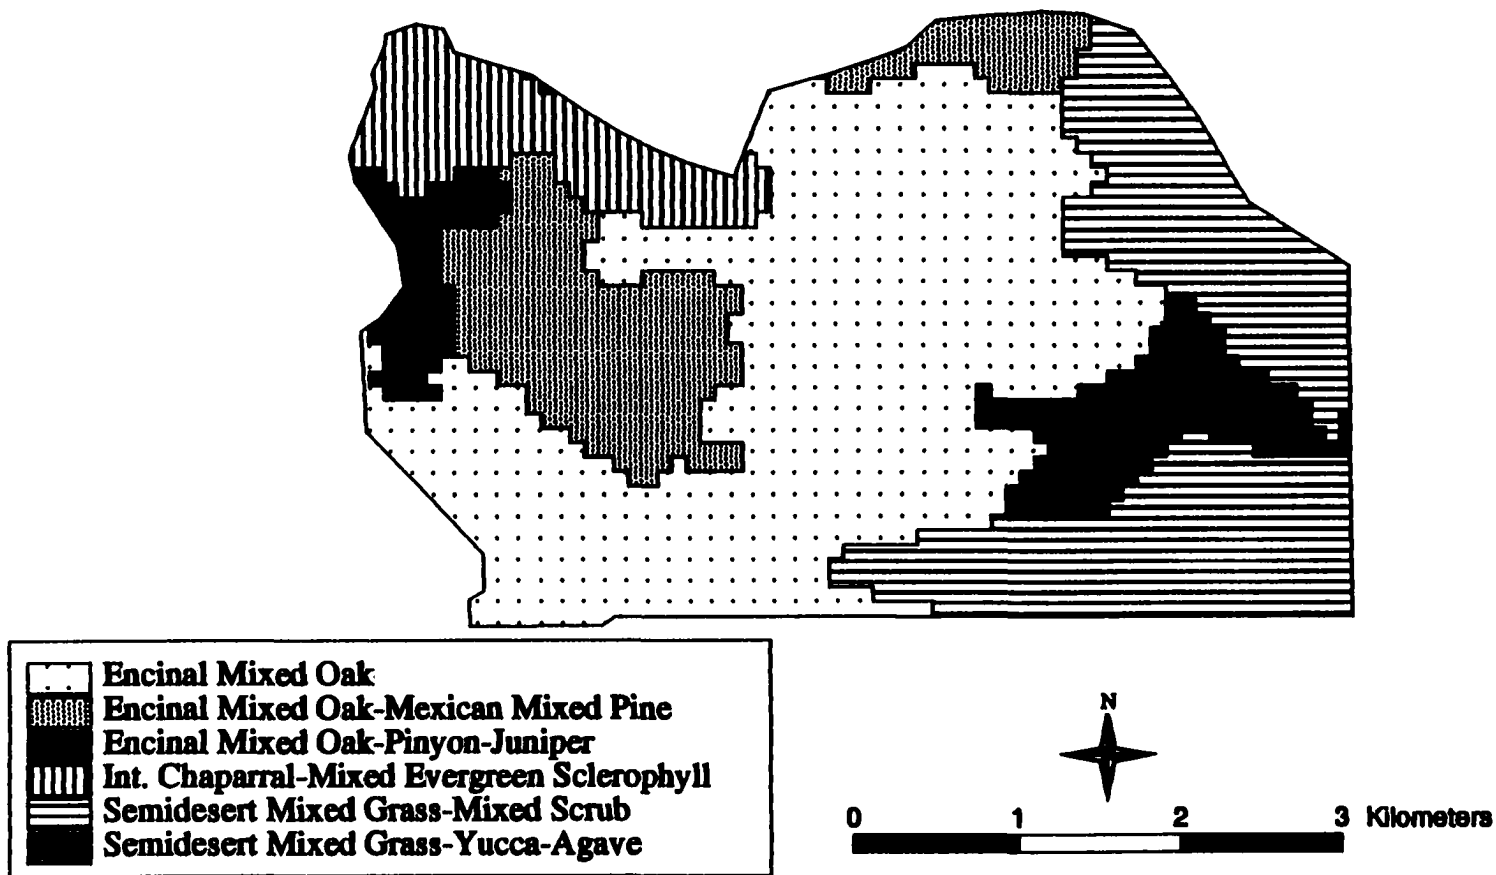 Encinal Mixed Oak
Encinal Mixed Oak-Mexican Mixed Pine
Encinal Mixed Oak-Pinyon-Juniper
Int. Chaparral-Mixed Evergreen Sclerophyll
Semidesert Mixed Grass-Mixed Scrub
Semidesert Mixed Grass-Yucca-Agave
N
0 1 2 3 Kilometers